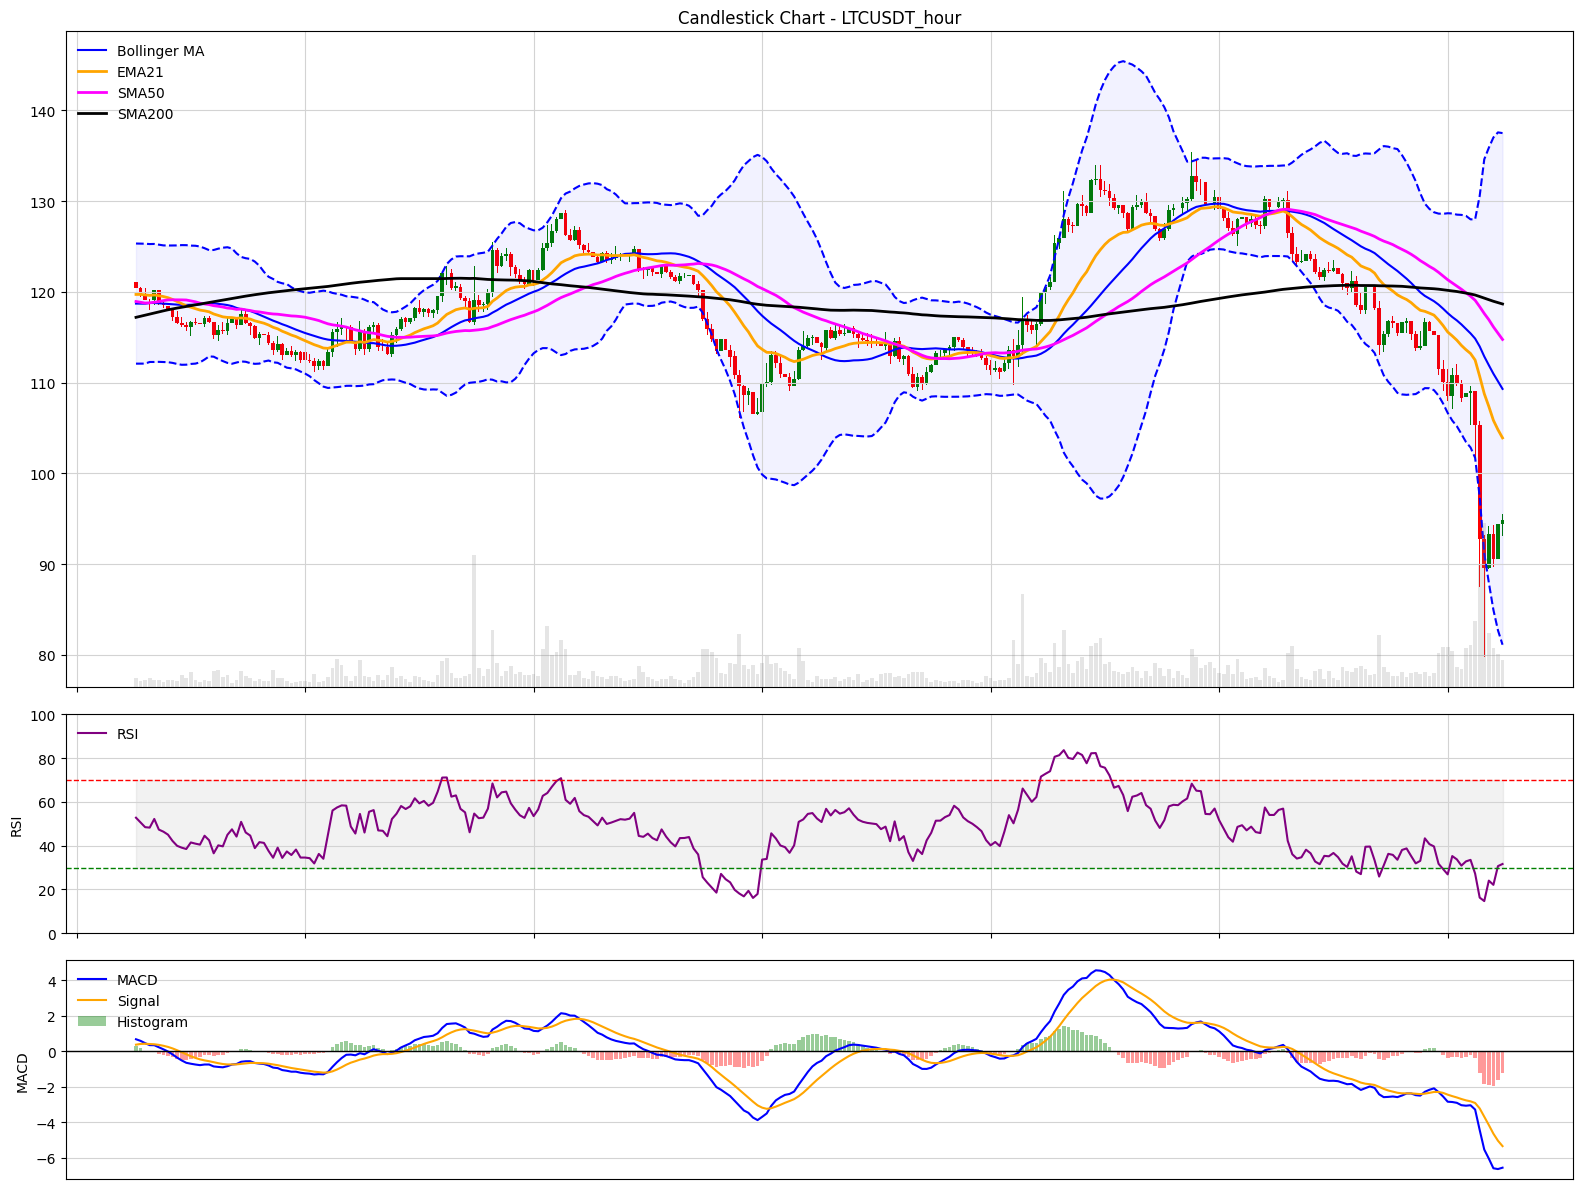 Candlestick Chart - LTCUSDT_hour
Bollinger MA
EMA21
SMA50
SMA200
140
130
120
110
100
90
80
RSI
100
80
60
40
20
0
RSI
MACD
Signal
Histogram
4
2
0
−2
−4
−6
MACD